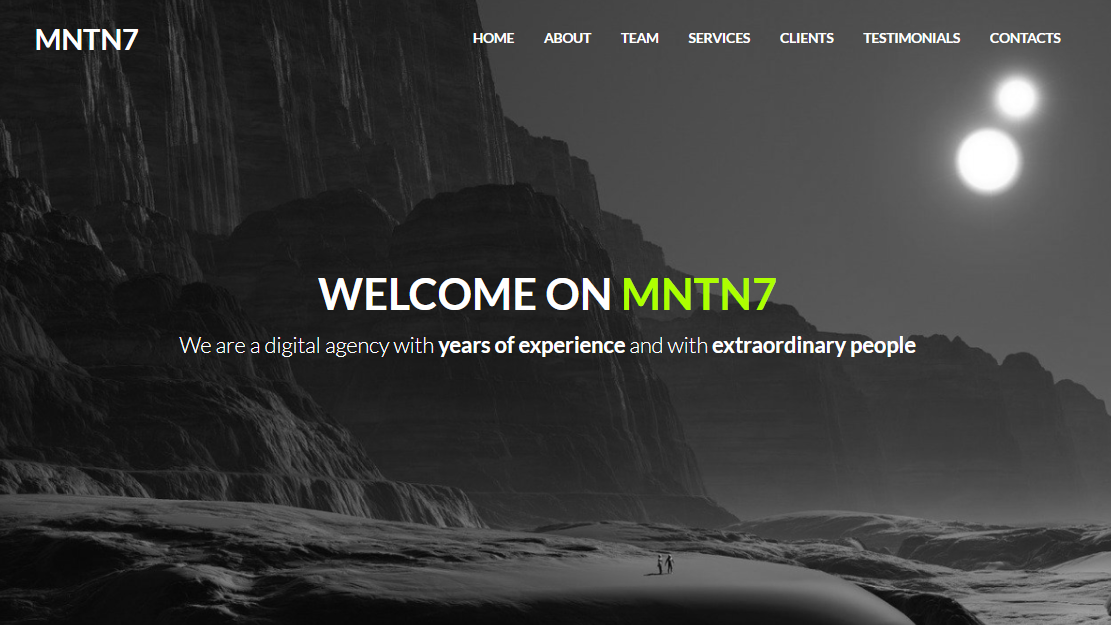 MNTN7
HOME ABOUT TEAM SERVICES CLIENTS TESTIMONIALS CONTACTS
WELCOME ON MNTN7
We are a digital agency with years of experience and with extraordinary people